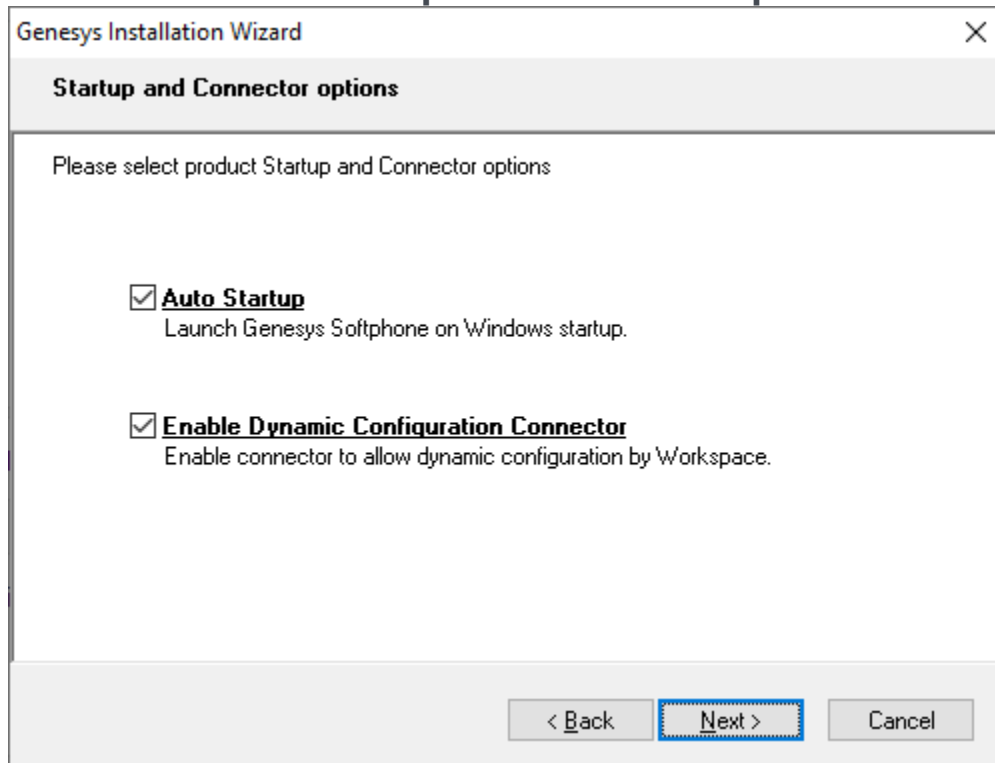 Genesys Installation Wizard
Startup and Connector options
Please select product Startup and Connector options
Auto Startup
Launch Genesys Softphone on Windows startup.
Enable Dynamic Configuration Connector
Enable connector to allow dynamic configuration by Workspace.
< Back
Next >
Cancel